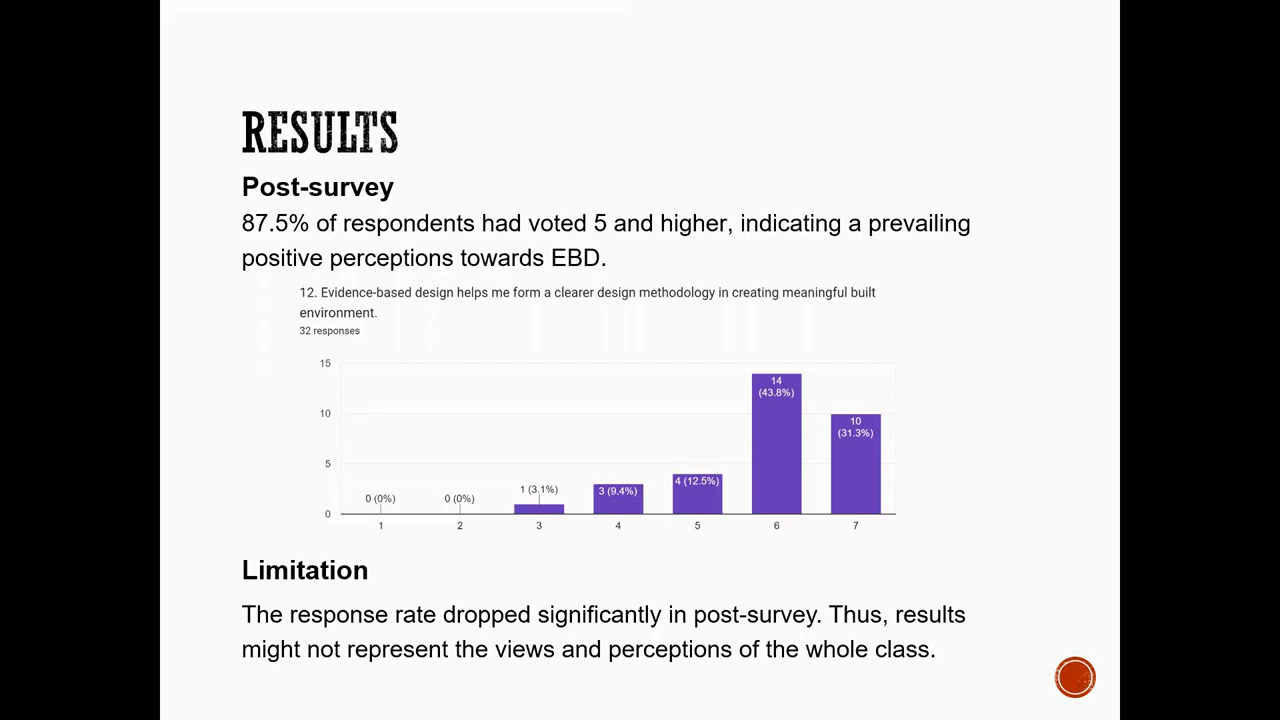 RESULTS
Post-survey
87.5% of respondents had voted 5 and higher, indicating a prevailing
positive perceptions towards EBD.
12. Evidence-based design helps me form a clearer design methodology in creating meaningful built
environment.
32 responses
15
10
5
0
0 (0%)
0 (0%)
1 (3.1%)
3 (9.4%)
4 (12.5%)
14
(43.8%)
10
(31.3%)
1 2 3 4 5 6 7
Limitation
The response rate dropped significantly in post-survey. Thus, results
might not represent the views and perceptions of the whole class.